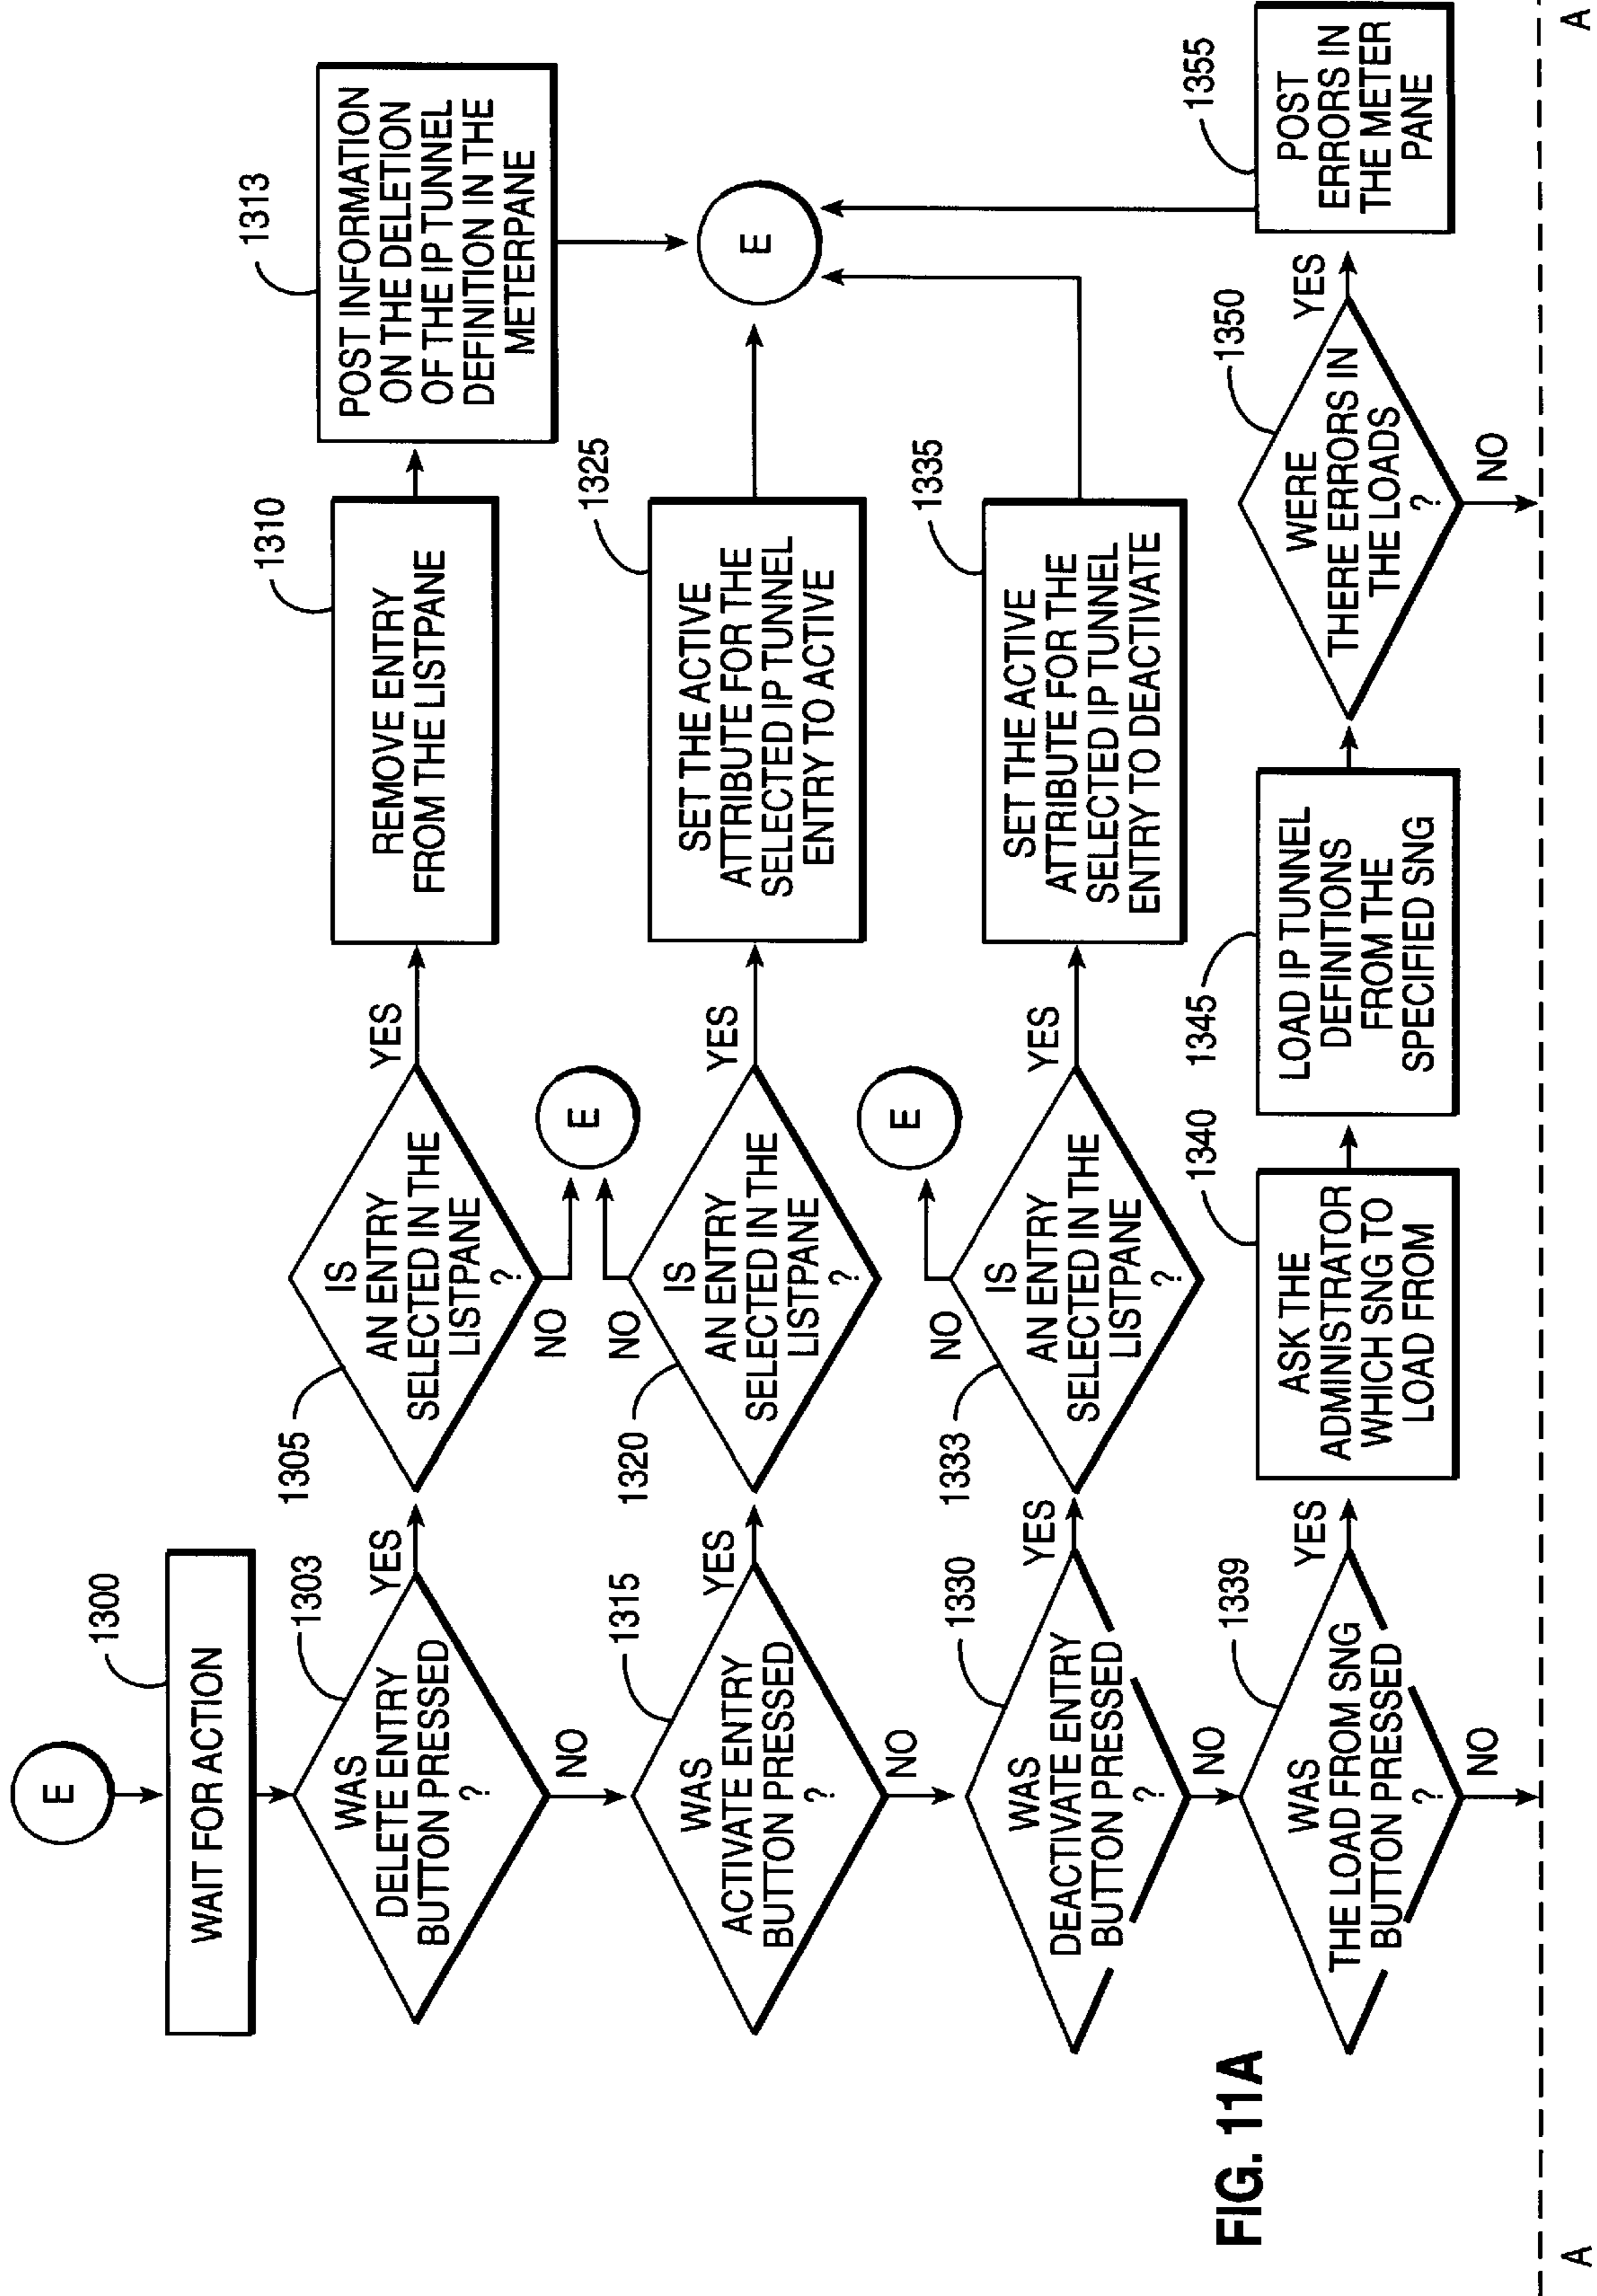 E
1300
WAIT FOR ACTION
1303
WAS
DELETE ENTRY
BUTTON PRESSED
?
YES
NO
1305
IS
AN ENTRY
SELECTED IN THE
LISTPANE
?
YES
NO
E
1310
REMOVE ENTRY
FROM THE LISTPANE
1313
POST INFORMATION
ON THE DELETION
OF THE IP TUNNEL
DEFINITION IN THE
METERPANE
E
1315
WAS
ACTIVATE ENTRY
BUTTON PRESSED
?
YES
NO
1320
IS
AN ENTRY
SELECTED IN THE
LISTPANE
?
NO
YES
1325
SET THE ACTIVE
ATTRIBUTE FOR THE
SELECTED IP TUNNEL
ENTRY TO ACTIVE
1330
WAS
DEACTIVATE ENTRY
BUTTON PRESSED
?
YES
NO
1333
IS
AN ENTRY
SELECTED IN THE
LISTPANE
?
NO
E
YES
1335
SET THE ACTIVE
ATTRIBUTE FOR THE
SELECTED IP TUNNEL
ENTRY TO DEACTIVATE
1339
WAS
THE LOAD FROM SNG
BUTTON PRESSED
?
YES
NO
1340
ASK THE
ADMINISTRATOR
WHICH SNG TO
LOAD FROM
1345
LOAD IP TUNNEL
DEFINITIONS
FROM THE
SPECIFIED SNG
1350
WERE
THERE ERRORS IN
THE LOADS
?
YES
NO
1355
POST
ERRORS IN
THE METER
PANE
FIG. 11A
A
A